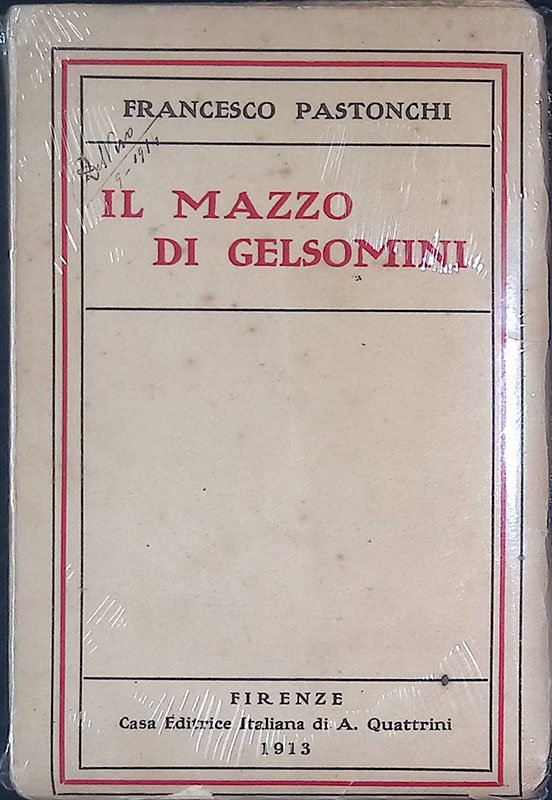 FRANCESCO PASTONCHI
IL MAZZO
DI GELSOMINI
FIRENZE
Casa Editrice Italiana di A. Quattrini
1913